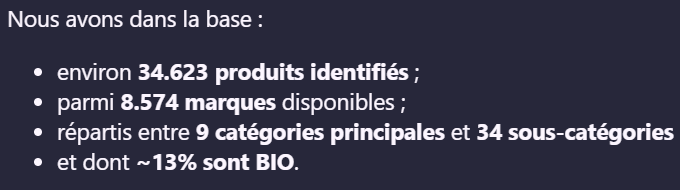 Nous avons dans la base :
• environ 34.623 produits identifiés ;
• parmi 8.574 marques disponibles ;
• répartis entre 9 catégories principales et 34 sous-catégories
• et dont ~13% sont BIO.